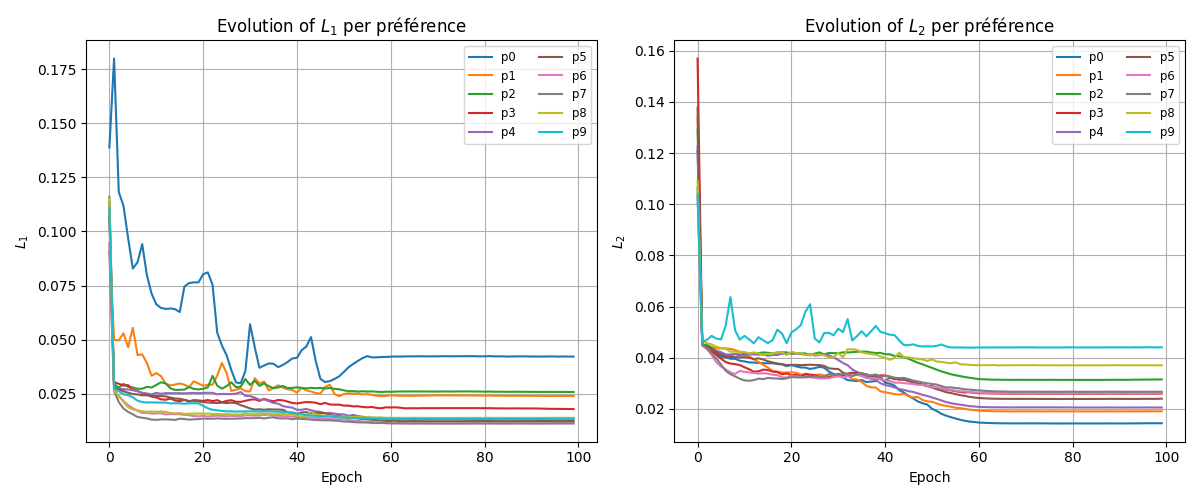 Evolution of L₁ per préférence
L₁
0.175
0.150
0.125
0.100
0.075
0.050
0.025
0
20
40
60
80
100
Epoch
p0
p1
p2
p3
p4
p5
p6
p7
p8
p9
Evolution of L₂ per préférence
L₂
0.16
0.14
0.12
0.10
0.08
0.06
0.04
0.02
0
20
40
60
80
100
Epoch
p0
p1
p2
p3
p4
p5
p6
p7
p8
p9